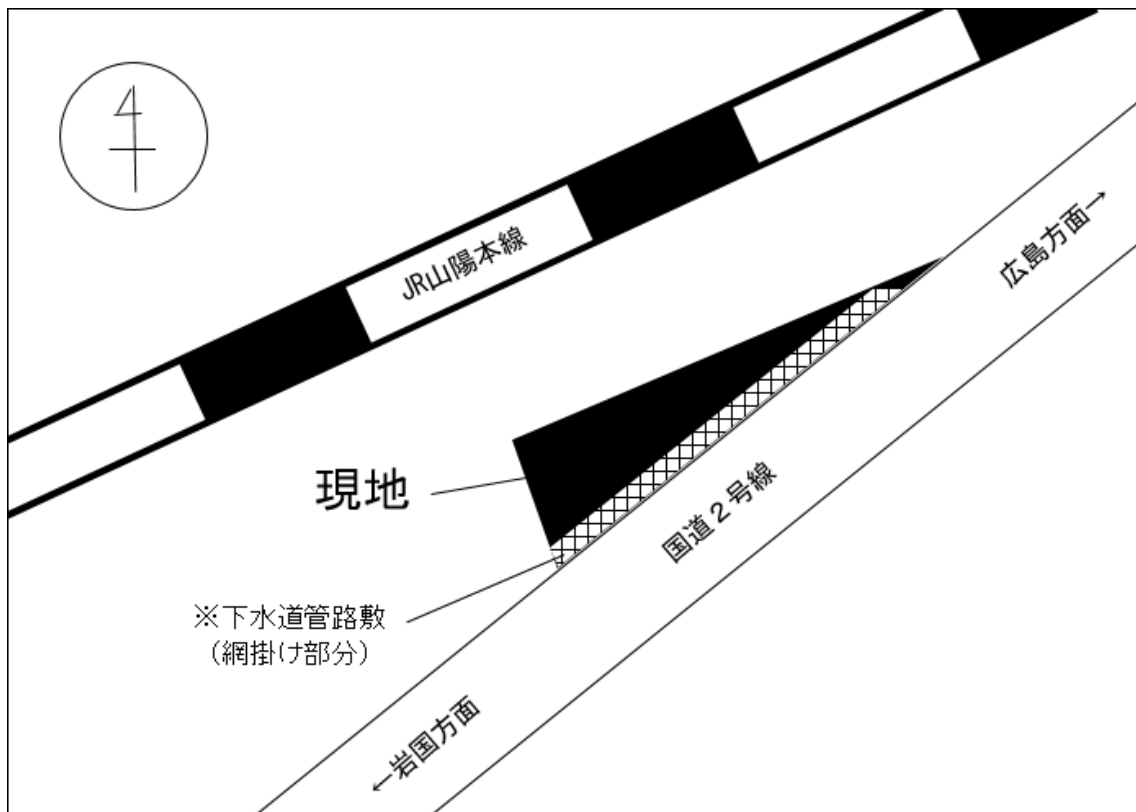 JR山陽本線
広島方面→
現地
国道２号線
※下水道管路敷
（網掛け部分）
←岩国方面